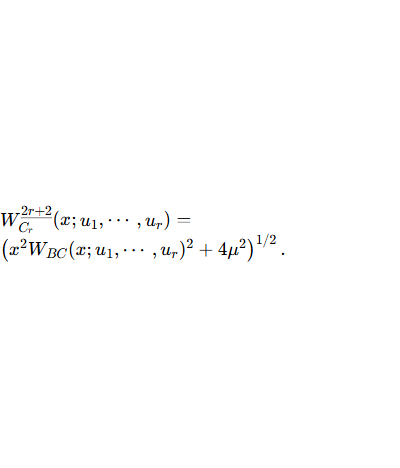 $W^{\underline{2r+2}}_{C_r}(x; u_1, \cdots, u_r) =$
$\left(x^2 W_{BC}(x; u_1, \cdots, u_r)^2 + 4\mu^2\right)^{1/2}.$